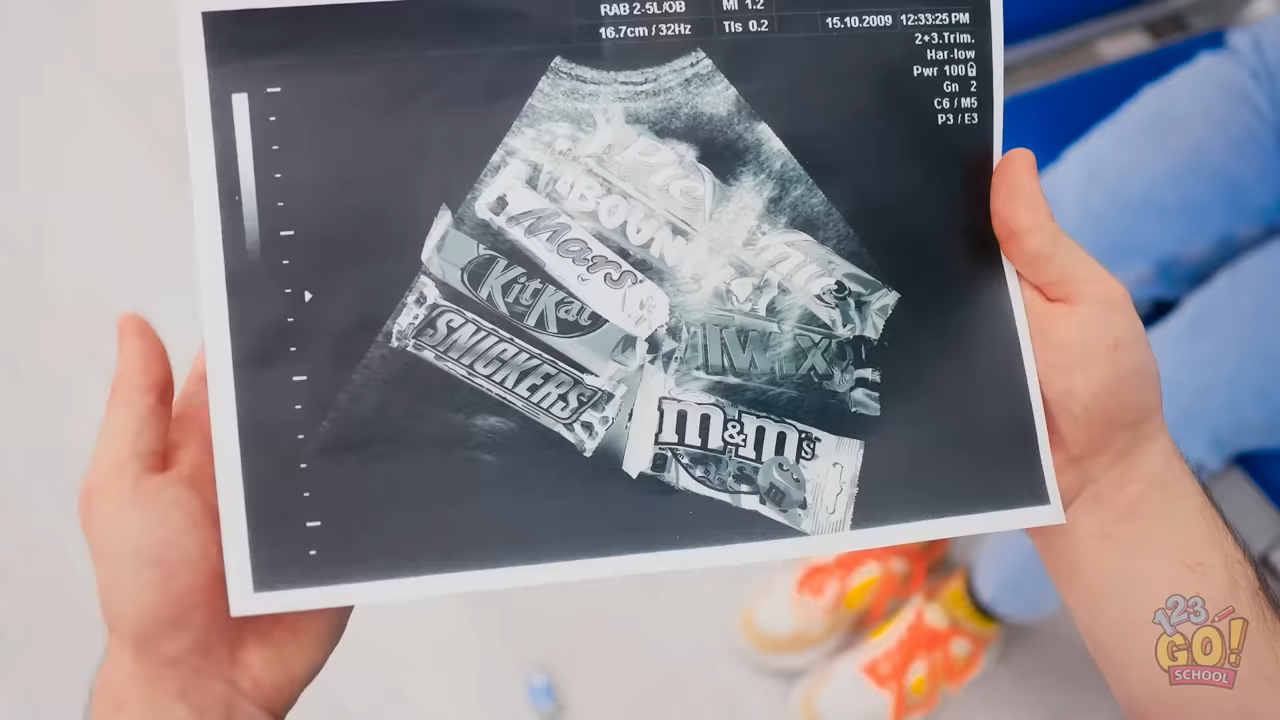 RAB 2-5L/OB
MI 1.2
16.7cm / 32Hz
TIs 0.2
15.10.2009 12:33:25 PM
2+3.Trim.
Har-low
Pwr 100
Gn 2
C6 / M5
P3 / E3
BOUN
Mars
KitKat
Twix
SNICKERS
m&m's
123
GO!
SCHOOL